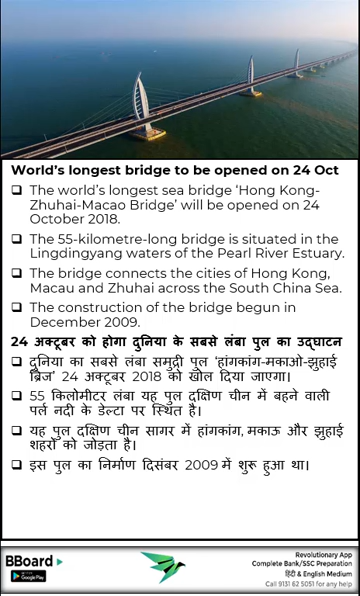 World's longest bridge to be opened on 24 Oct
The world's longest sea bridge 'Hong Kong-
Zhuhai-Macao Bridge' will be opened on 24
October 2018.
The 55-kilometre-long bridge is situated in the
Lingdingyang waters of the Pearl River Estuary.
The bridge connects the cities of Hong Kong,
Macau and Zhuhai across the South China Sea.
The construction of the bridge begun in
December 2009.
24 अक्टूबर को होगा दुनिया के सबसे लंबा पुल का उद्घाटन
दुनिया का सबसे लंबा समुद्री पुल 'हांगकांग-मकाओ-झुहाई
ब्रिज' 24 अक्टूबर 2018 को खोल दिया जाएगा।
55 किलोमीटर लंबा यह पुल दक्षिण चीन में बहने वाली
पर्ल नदी के डेल्टा पर स्थित है।
यह पुल दक्षिण चीन सागर में हांगकांग, मकाऊ और झुहाई
शहरों को जोड़ता है।
इस पुल का निर्माण दिसंबर 2009 में शुरू हुआ था।
BBoard
Google Play
Revolutionary App
Complete Bank/SSC Preparation
हिंदी & English Medium
Call 9131 62 5051 for any help